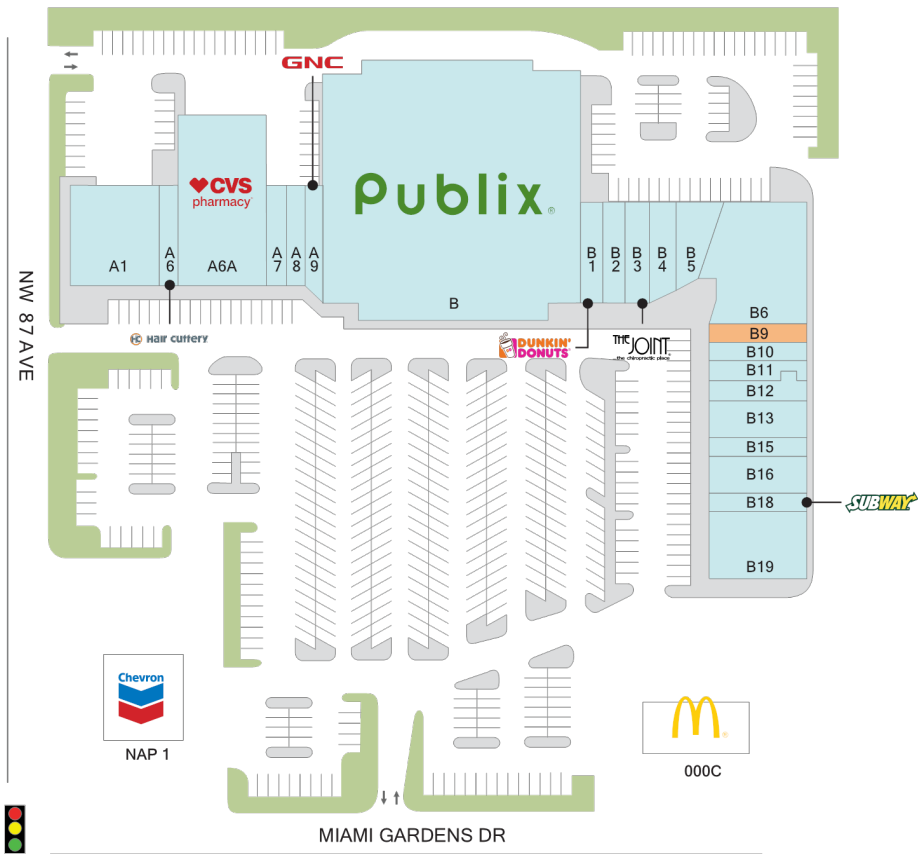 GNC
CVS
pharmacy
Publix®
A1
A
6
A6A
A
7
A
8
A
9
B
B
1
B
2
B
3
B
4
B
5
B6
B9
B10
B11
B12
B13
B15
B16
B18
B19
HC Hair Cuttery
DUNKIN'
DONUTS
THE JOINT
...the chiropractic place
SUBWAY
NW 87 AVE
Chevron
NAP 1
000C
MIAMI GARDENS DR